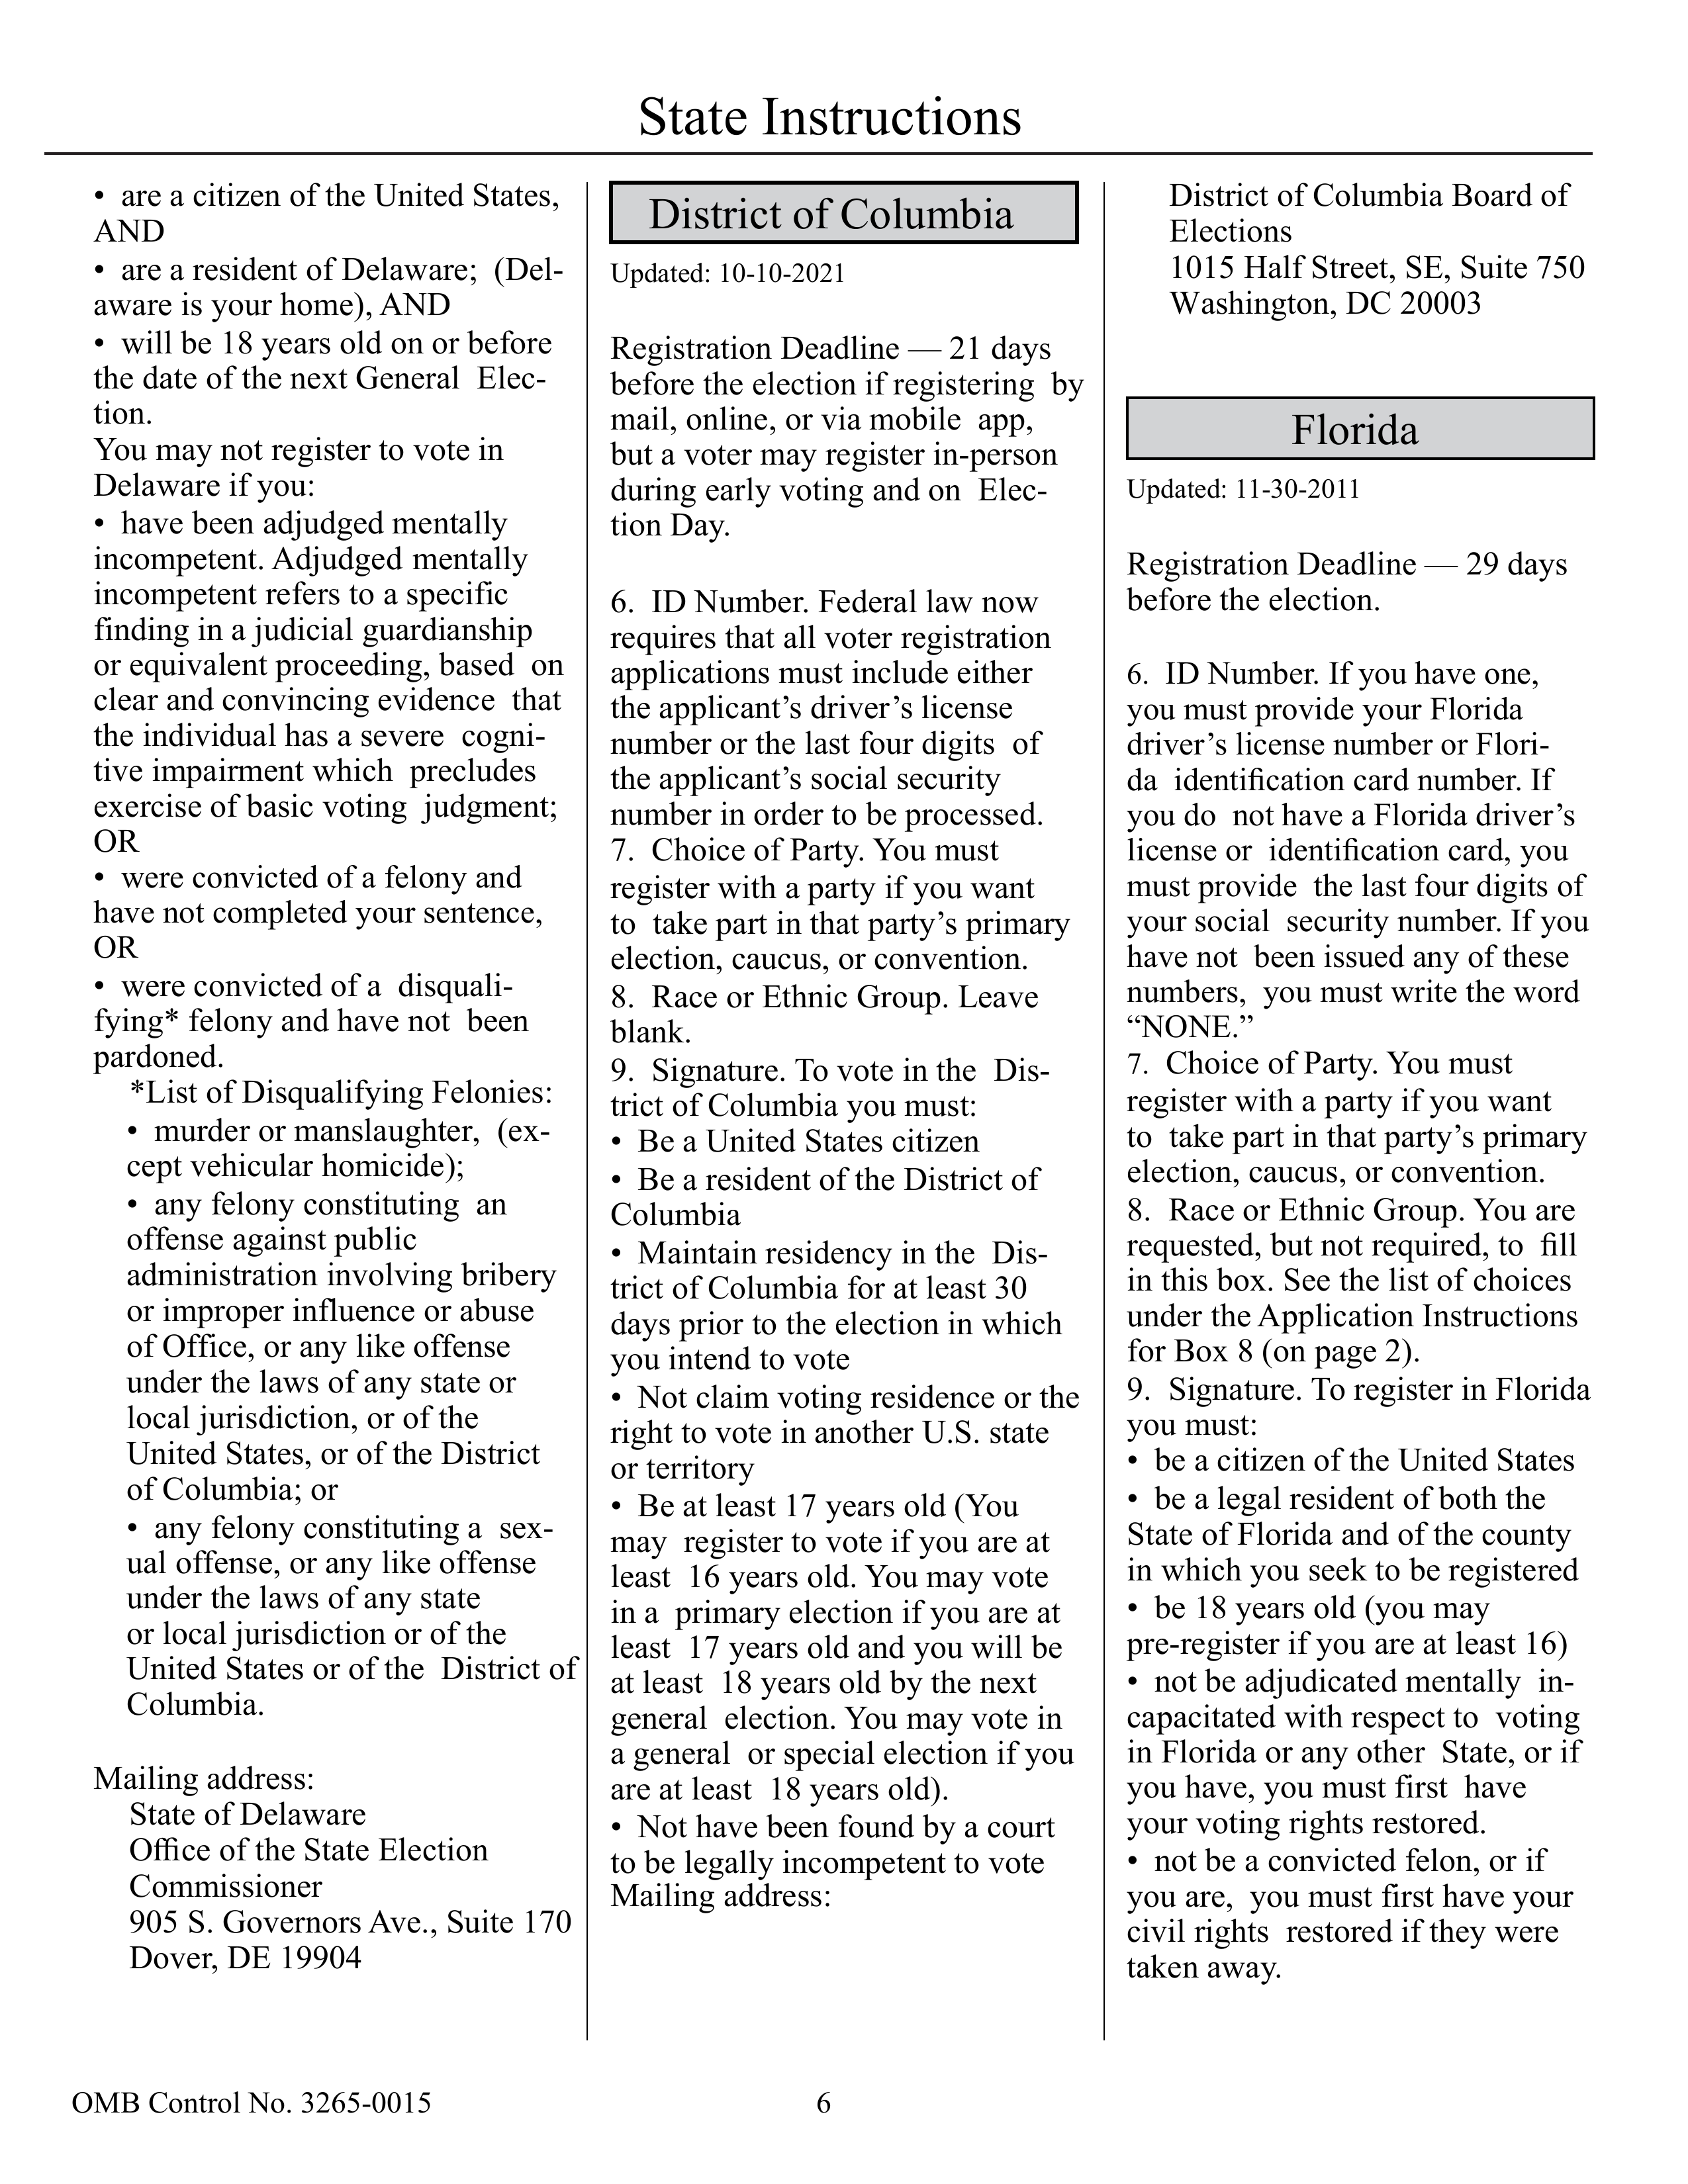 State Instructions
• are a citizen of the United States,
AND
• are a resident of Delaware; (Del-
aware is your home), AND
• will be 18 years old on or before
the date of the next General Elec-
tion.
You may not register to vote in
Delaware if you:
• have been adjudged mentally
incompetent. Adjudged mentally
incompetent refers to a specific
finding in a judicial guardianship
or equivalent proceeding, based on
clear and convincing evidence that
the individual has a severe cogni-
tive impairment which precludes
exercise of basic voting judgment;
OR
• were convicted of a felony and
have not completed your sentence,
OR
• were convicted of a disquali-
fying* felony and have not been
pardoned.
*List of Disqualifying Felonies:
• murder or manslaughter, (ex-
cept vehicular homicide);
• any felony constituting an
offense against public
administration involving bribery
or improper influence or abuse
of Office, or any like offense
under the laws of any state or
local jurisdiction, or of the
United States, or of the District
of Columbia; or
• any felony constituting a sex-
ual offense, or any like offense
under the laws of any state
or local jurisdiction or of the
United States or of the District of
Columbia.
Mailing address:
State of Delaware
Office of the State Election
Commissioner
905 S. Governors Ave., Suite 170
Dover, DE 19904
District of Columbia
Updated: 10-10-2021
Registration Deadline — 21 days
before the election if registering by
mail, online, or via mobile app,
but a voter may register in-person
during early voting and on Elec-
tion Day.
6. ID Number. Federal law now
requires that all voter registration
applications must include either
the applicant’s driver’s license
number or the last four digits of
the applicant’s social security
number in order to be processed.
7. Choice of Party. You must
register with a party if you want
to take part in that party’s primary
election, caucus, or convention.
8. Race or Ethnic Group. Leave
blank.
9. Signature. To vote in the Dis-
trict of Columbia you must:
• Be a United States citizen
• Be a resident of the District of
Columbia
• Maintain residency in the Dis-
trict of Columbia for at least 30
days prior to the election in which
you intend to vote
• Not claim voting residence or the
right to vote in another U.S. state
or territory
• Be at least 17 years old (You
may register to vote if you are at
least 16 years old. You may vote
in a primary election if you are at
least 17 years old and you will be
at least 18 years old by the next
general election. You may vote in
a general or special election if you
are at least 18 years old).
• Not have been found by a court
to be legally incompetent to vote
Mailing address:
District of Columbia Board of
Elections
1015 Half Street, SE, Suite 750
Washington, DC 20003
Florida
Updated: 11-30-2011
Registration Deadline — 29 days
before the election.
6. ID Number. If you have one,
you must provide your Florida
driver’s license number or Flori-
da identification card number. If
you do not have a Florida driver’s
license or identification card, you
must provide the last four digits of
your social security number. If you
have not been issued any of these
numbers, you must write the word
“NONE.”
7. Choice of Party. You must
register with a party if you want
to take part in that party’s primary
election, caucus, or convention.
8. Race or Ethnic Group. You are
requested, but not required, to fill
in this box. See the list of choices
under the Application Instructions
for Box 8 (on page 2).
9. Signature. To register in Florida
you must:
• be a citizen of the United States
• be a legal resident of both the
State of Florida and of the county
in which you seek to be registered
• be 18 years old (you may
pre-register if you are at least 16)
• not be adjudicated mentally in-
capacitated with respect to voting
in Florida or any other State, or if
you have, you must first have
your voting rights restored.
• not be a convicted felon, or if
you are, you must first have your
civil rights restored if they were
taken away.
OMB Control No. 3265-0015
6